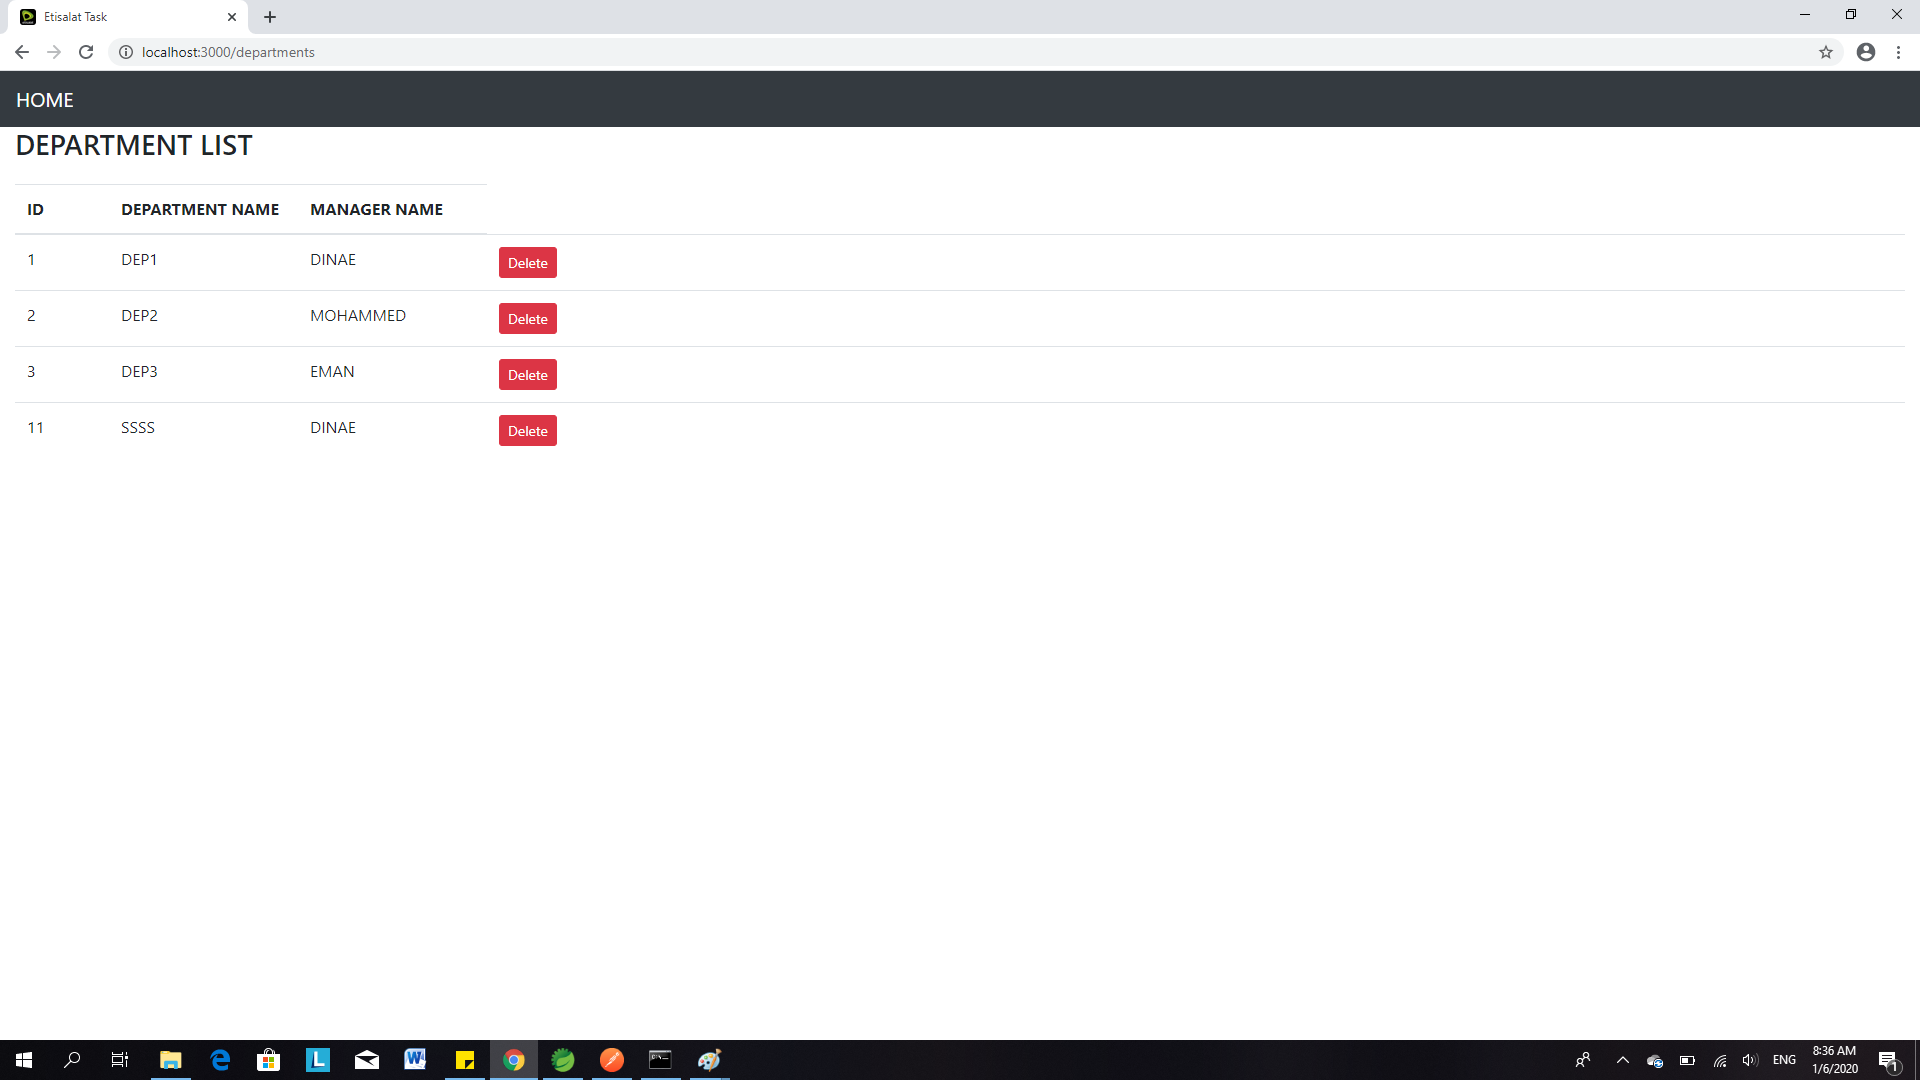 Etisalat Task
localhost:3000/departments
HOME
DEPARTMENT LIST
ID DEPARTMENT NAME MANAGER NAME
1 DEP1 DINAE Delete
2 DEP2 MOHAMMED Delete
3 DEP3 EMAN Delete
11 SSSS DINAE Delete
L W ENG 8:36 AM
1/6/2020 1